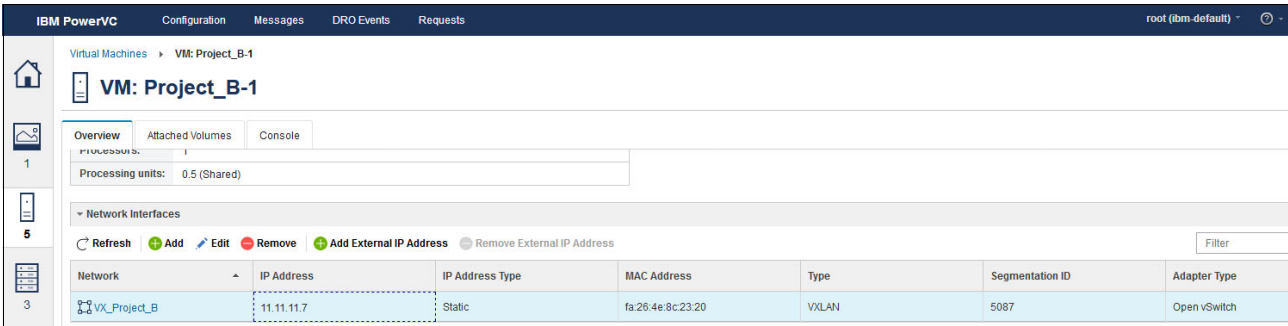 IBM PowerVC Configuration Messages DRO Events Requests root (ibm-default)
Virtual Machines VM: Project_B-1
VM: Project_B-1
Overview Attached Volumes Console
1
Processors: 1
Processing units: 0.5 (Shared)
Network Interfaces
5
Refresh Add Edit Remove Add External IP Address Remove External IP Address Filter
Network IP Address IP Address Type MAC Address Type Segmentation ID Adapter Type
3
VX_Project_B 11.11.11.7 Static fa:26:4e:8c:23:20 VXLAN 5087 Open vSwitch